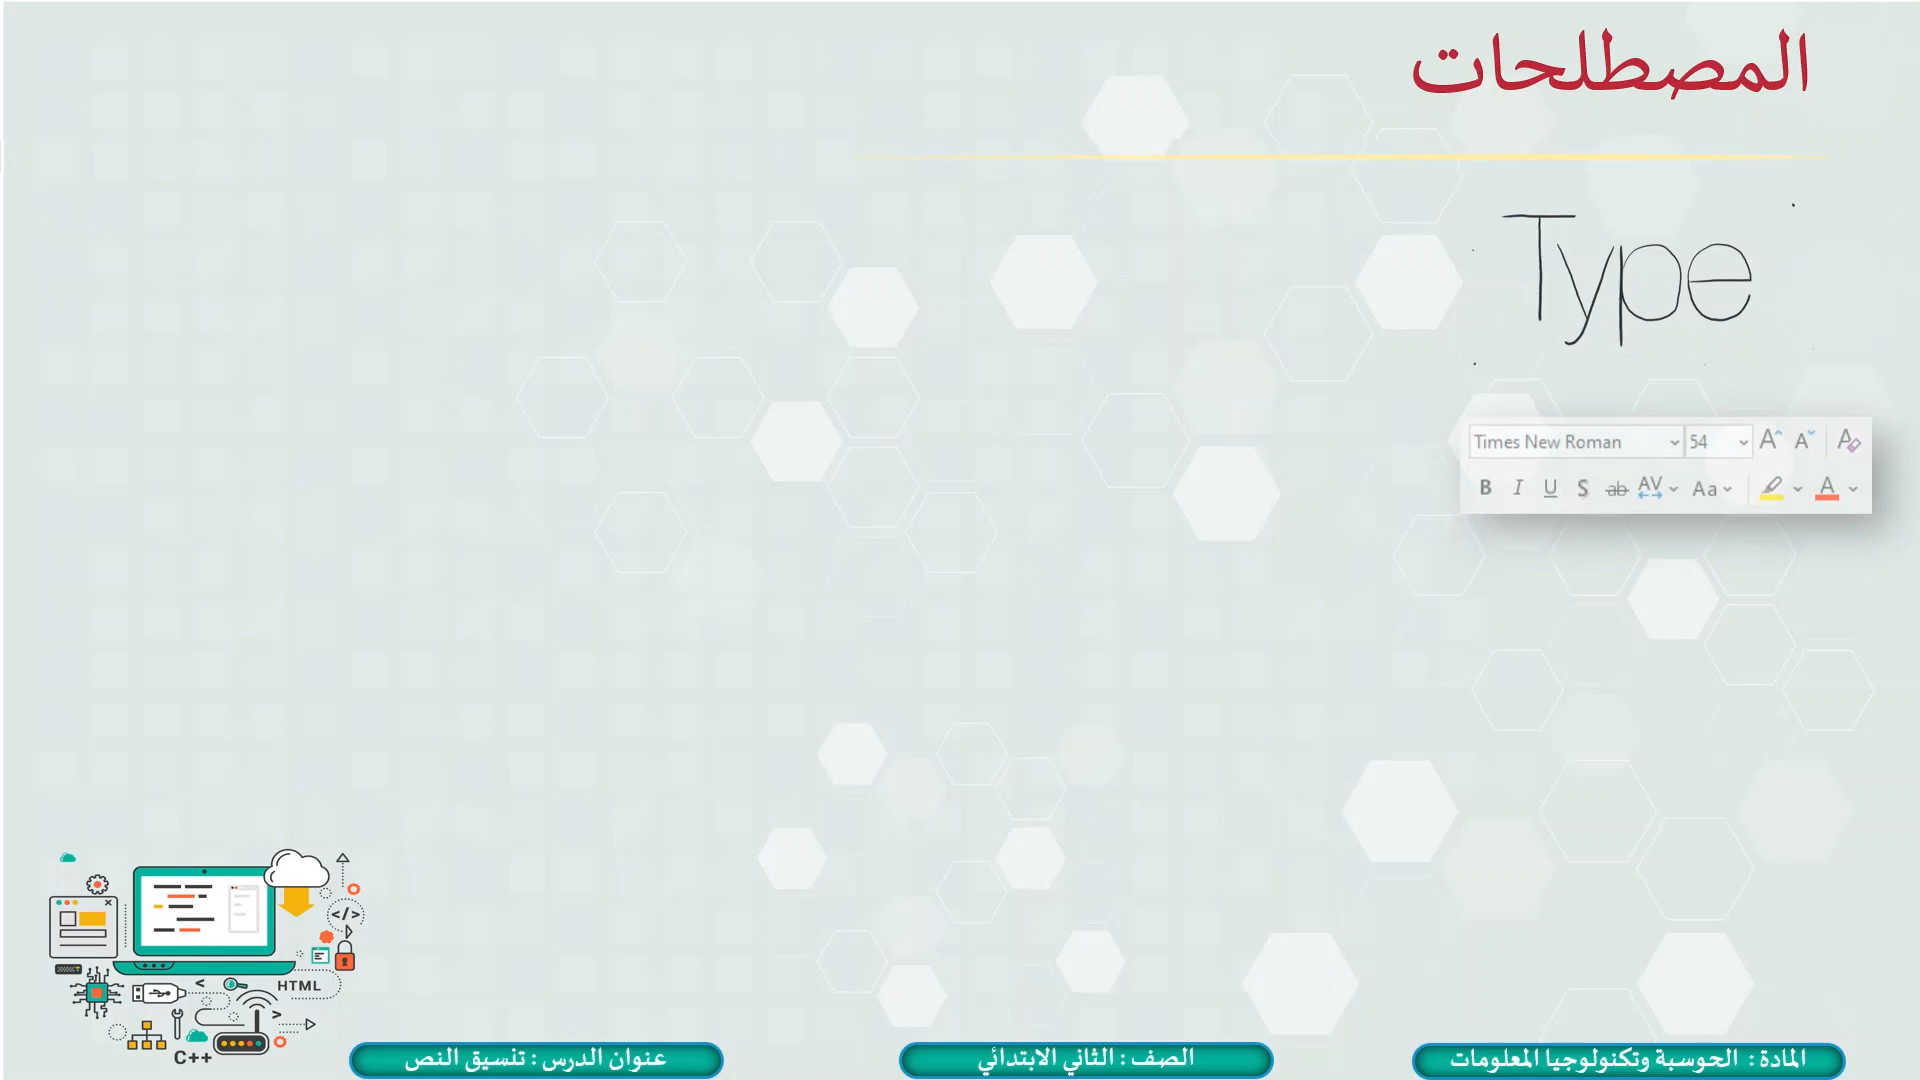 المصطلحات
Type
Times New Roman 54 A A A
B I U S ab AV Aa A
HTML
C++
المادة : الحوسبة وتكنولوجيا المعلومات
الصف : الثاني الابتدائي
عنوان الدرس : تنسيق النص